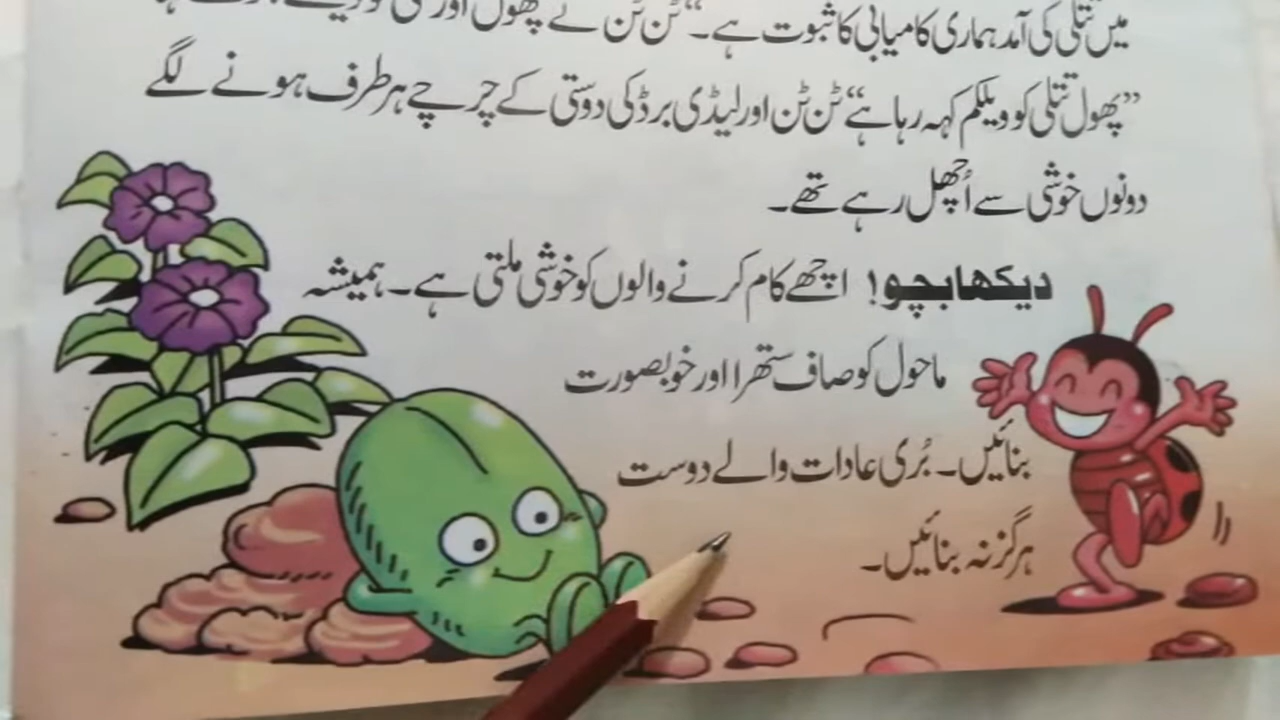 میں تتلی کی آمد ہماری کامیابی کا ثبوت ہے۔“ ٹن ٹن نے پھول اور
”پھول تتلی کو ویلکم کہہ رہا ہے“ ٹن ٹن اور لیڈی برڈ کی دوستی کے چرچے ہر طرف ہونے لگے
دونوں خوشی سے اُچھل رہے تھے۔
دیکھا بچو! اچھے کام کرنے والوں کو خوشی ملتی ہے۔ ہمیشہ
ماحول کو صاف ستھرا اور خوبصورت
بنائیں۔ بُری عادات والے دوست
ہرگز نہ بنائیں۔